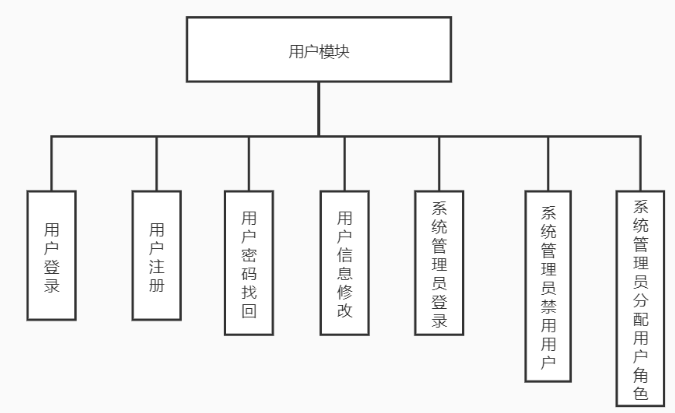 用户模块
用户登录
用户注册
用户密码找回
用户信息修改
系统管理员登录
系统管理员禁用用户
系统管理员分配用户角色